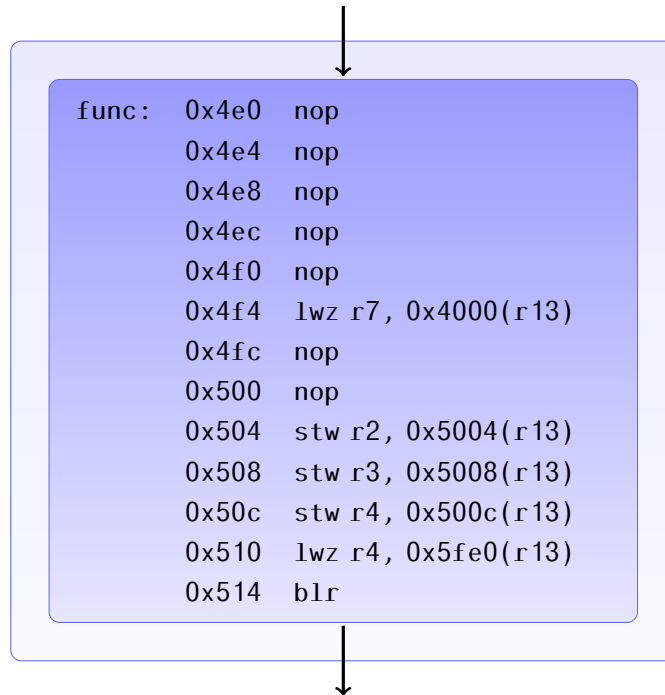 func: 0x4e0 nop
0x4e4 nop
0x4e8 nop
0x4ec nop
0x4f0 nop
0x4f4 lwz r7, 0x4000(r13)
0x4fc nop
0x500 nop
0x504 stw r2, 0x5004(r13)
0x508 stw r3, 0x5008(r13)
0x50c stw r4, 0x500c(r13)
0x510 lwz r4, 0x5fe0(r13)
0x514 blr